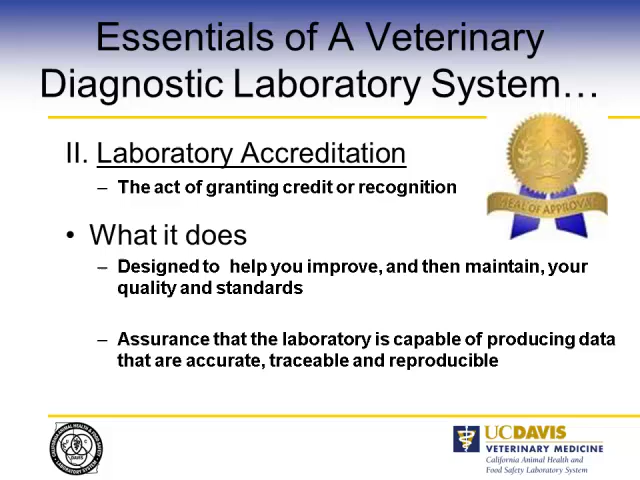 Essentials of A Veterinary
Diagnostic Laboratory System…
II. Laboratory Accreditation
– The act of granting credit or recognition
SEAL OF APPROVAL
• What it does
– Designed to  help you improve, and then maintain, your
quality and standards
– Assurance that the laboratory is capable of producing data
that are accurate, traceable and reproducible
UCDAVIS
VETERINARY MEDICINE
California Animal Health and
Food Safety Laboratory System